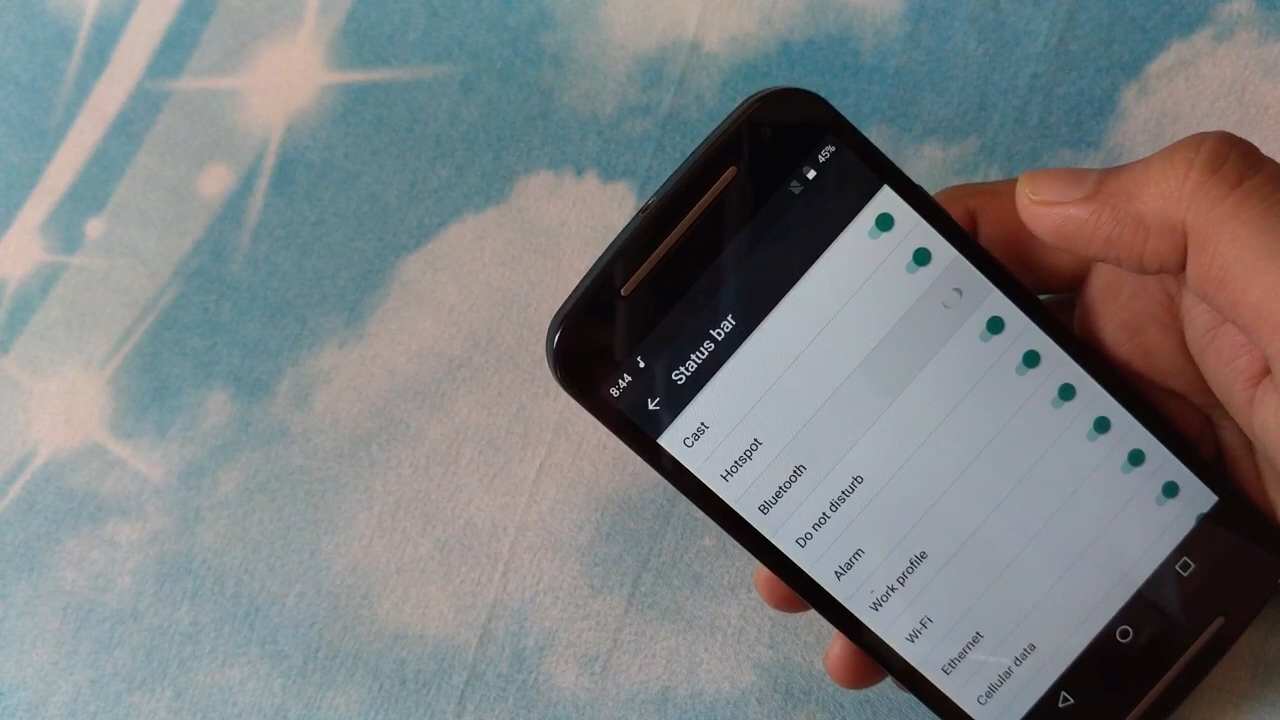 8:44
45%
Status bar
Cast
Hotspot
Bluetooth
Do not disturb
Alarm
Work profile
Wi-Fi
Ethernet
Cellular data